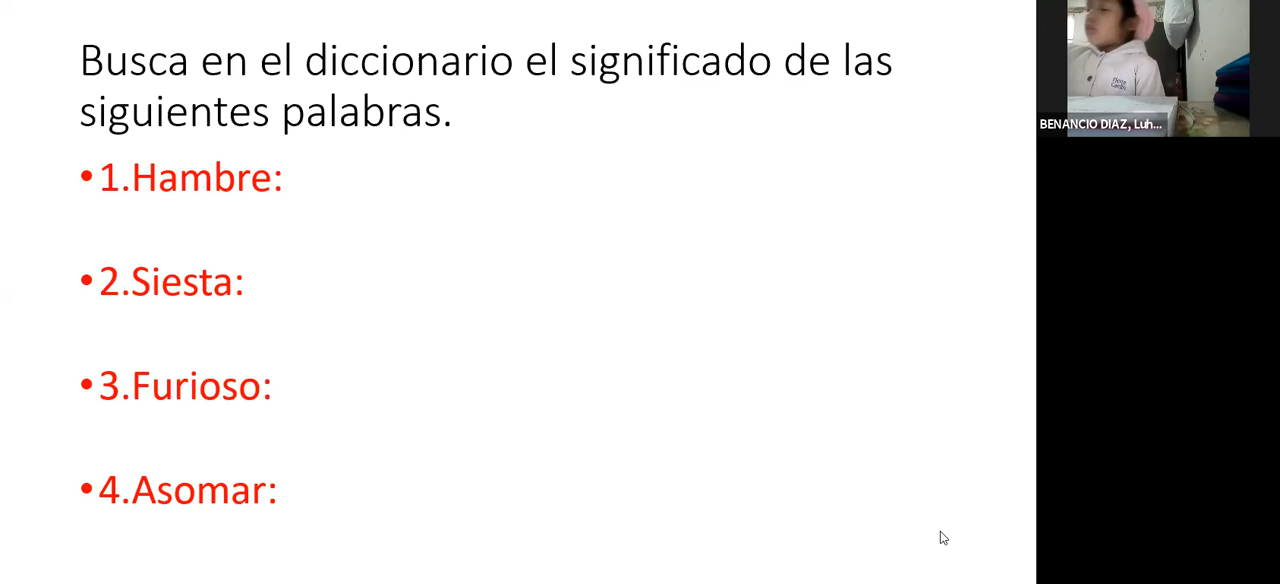 Busca en el diccionario el significado de las
siguientes palabras.
•1.Hambre:
•2.Siesta:
•3.Furioso:
•4.Asomar:
BENANCIO DIAZ, Luh...